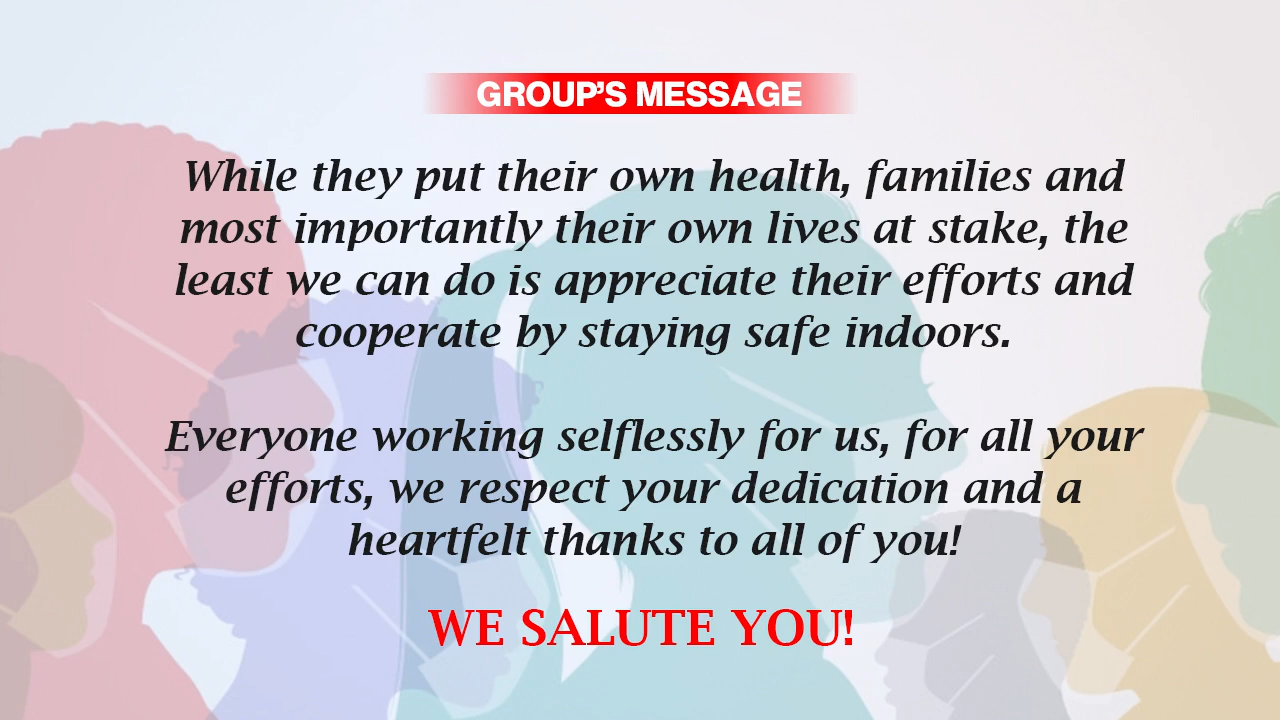 GROUP'S MESSAGE
While they put their own health, families and
most importantly their own lives at stake, the
least we can do is appreciate their efforts and
cooperate by staying safe indoors.
Everyone working selflessly for us, for all your
efforts, we respect your dedication and a
heartfelt thanks to all of you!
WE SALUTE YOU!